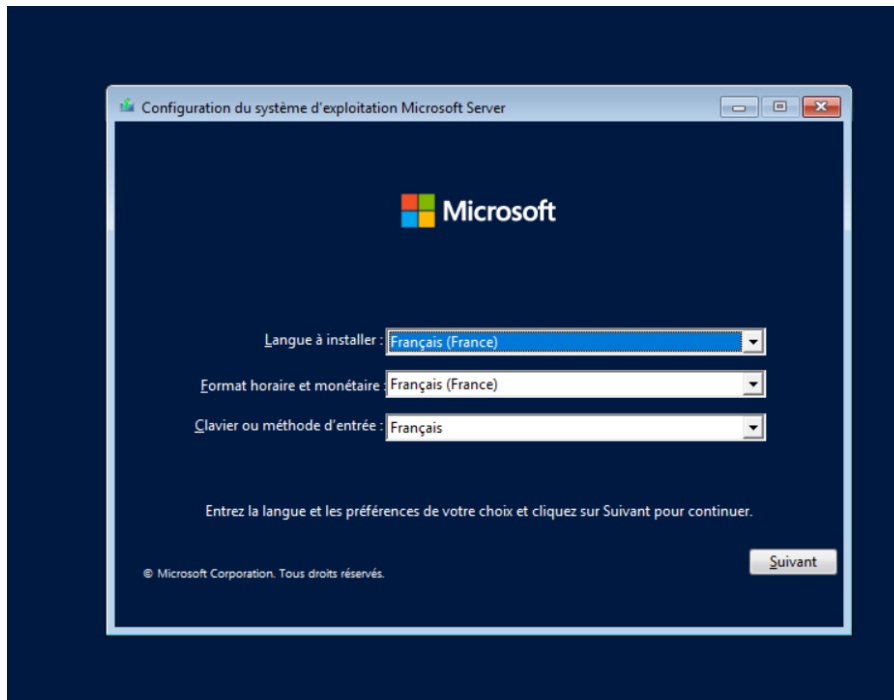 Configuration du système d'exploitation Microsoft Server
Microsoft
Langue à installer : Français (France)
Format horaire et monétaire : Français (France)
Clavier ou méthode d'entrée : Français
Entrez la langue et les préférences de votre choix et cliquez sur Suivant pour continuer.
Suivant
© Microsoft Corporation. Tous droits réservés.